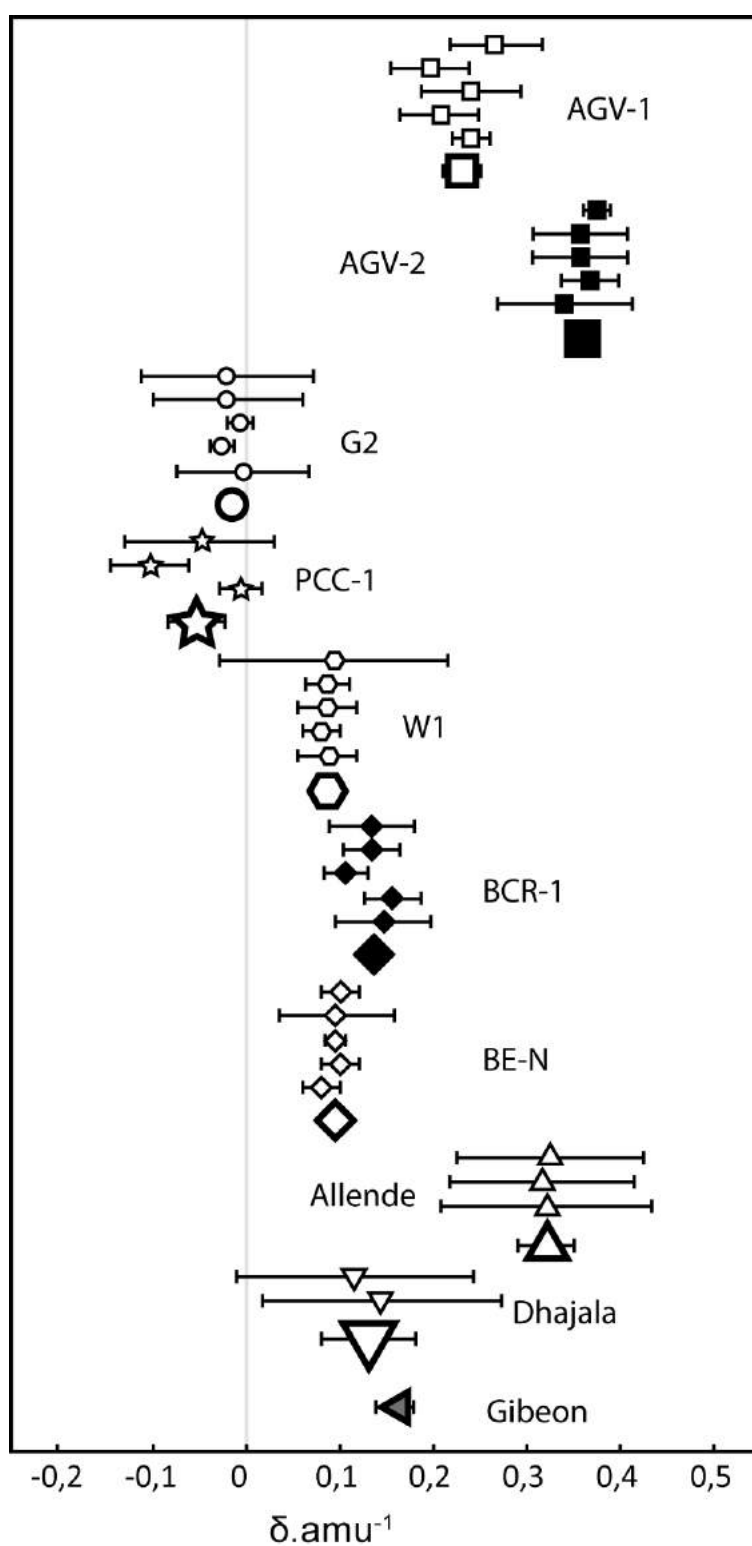 AGV-1
AGV-2
G2
PCC-1
W1
BCR-1
BE-N
Allende
Dhajala
Gibeon
-0,2 -0,1 0 0,1 0,2 0,3 0,4 0,5
δ.amu⁻¹